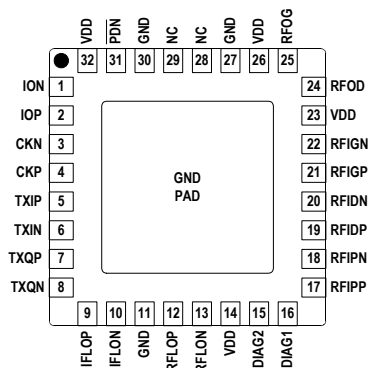 VDD PDN GND NC NC GND VDD RFOG
32 31 30 29 28 27 26 25
ION 1
IOP 2
CKN 3
CKP 4
TXIP 5
TXIN 6
TXQP 7
TXQN 8
GND
PAD
24 RFOD
23 VDD
22 RFIGN
21 RFIGP
20 RFIDN
19 RFIDP
18 RFIPN
17 RFIPP
9 10 11 12 13 14 15 16
IFLOP IFLON GND RFLOP RFLON VDD DIAG2 DIAG1